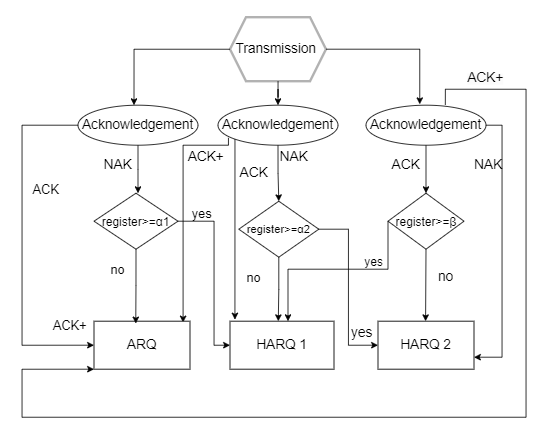 Transmission
ACK+
Acknowledgement
Acknowledgement
Acknowledgement
NAK
ACK+
ACK
NAK
ACK
NAK
ACK
register>=α1
yes
register>=α2
register>=β
no
no
yes
no
ACK+
yes
ARQ
HARQ 1
HARQ 2